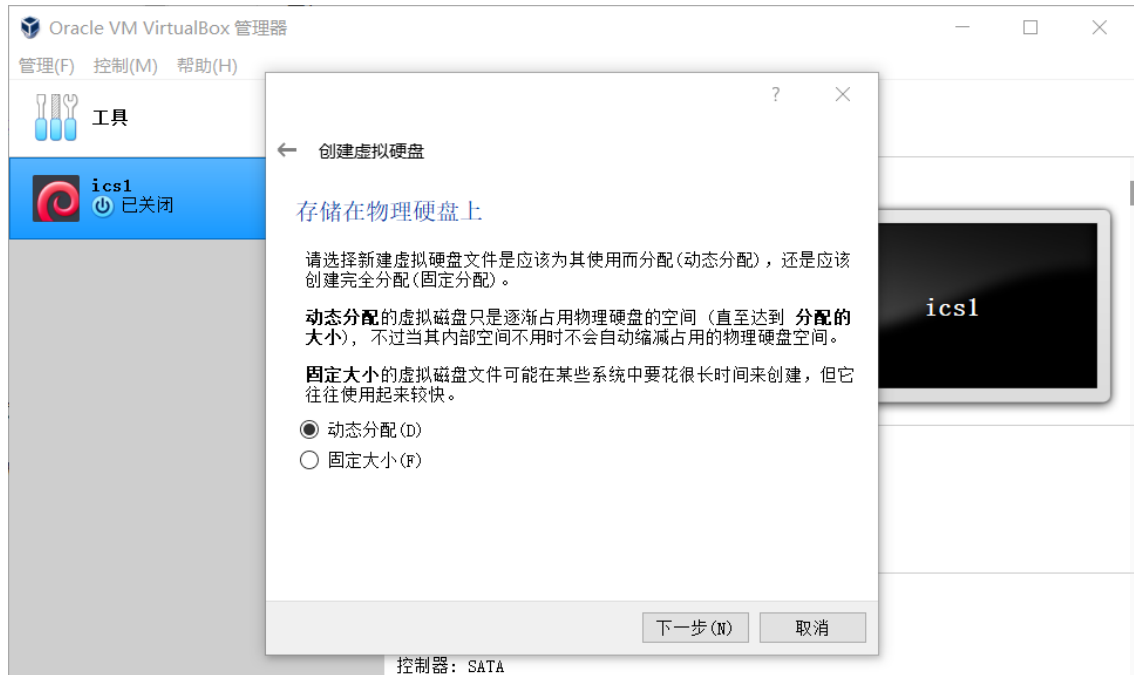 Oracle VM VirtualBox 管理器
管理(F) 控制(M) 帮助(H)
工具
ics1
已关闭
?
创建虚拟硬盘
存储在物理硬盘上
请选择新建虚拟硬盘文件是应该为其使用而分配(动态分配)，还是应该
创建完全分配(固定分配)。
动态分配的虚拟磁盘只是逐渐占用物理硬盘的空间（直至达到 分配的
大小），不过当其内部空间不用时不会自动缩减占用的物理硬盘空间。
固定大小的虚拟磁盘文件可能在某些系统中要花很长时间来创建，但它
往往使用起来较快。
动态分配(D)
固定大小(F)
下一步(N)
取消
ics1
控制器: SATA